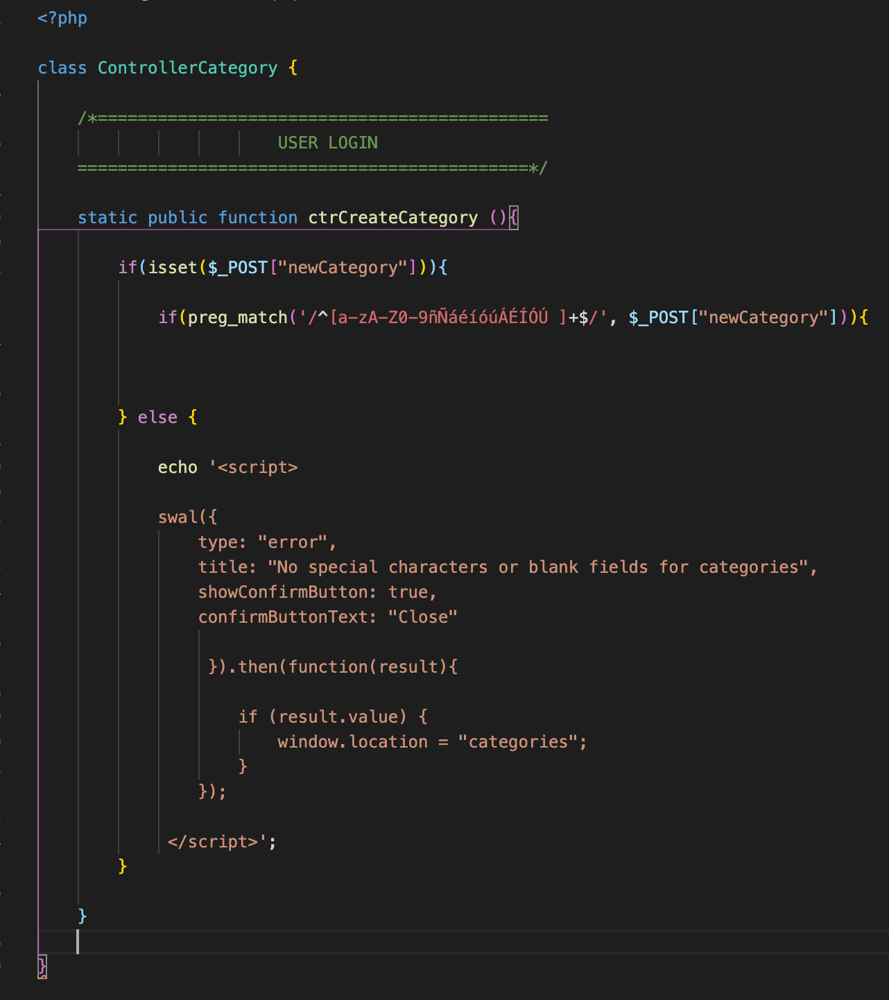 <?php
class ControllerCategory {
/*=============================================
USER LOGIN
=============================================*/
static public function ctrCreateCategory (){
if(isset($_POST["newCategory"])){
if(preg_match('/^[a-zA-Z0-9ñÑáéíóúÁÉÍÓÚ ]+$/', $_POST["newCategory"])){
} else {
echo '<script>
swal({
type: "error",
title: "No special characters or blank fields for categories",
showConfirmButton: true,
confirmButtonText: "Close"
}).then(function(result){
if (result.value) {
window.location = "categories";
}
});
</script>';
}
}
}